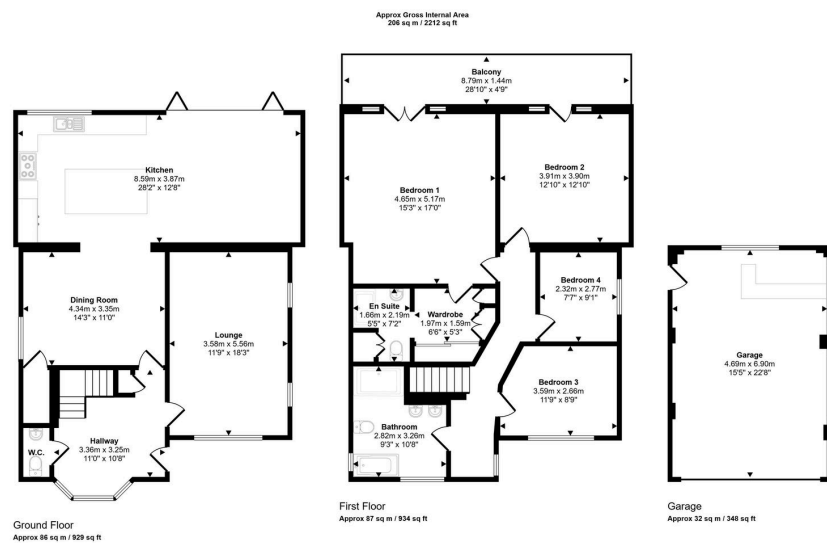 Approx Gross Internal Area
206 sq m / 2212 sq ft
Kitchen
8.59m x 3.87m
28'2" x 12'8"
Dining Room
4.34m x 3.35m
14'3" x 11'0"
Lounge
3.58m x 5.56m
11'9" x 18'3"
Hallway
3.36m x 3.25m
11'0" x 10'8"
W.C.
Ground Floor
Approx 86 sq m / 929 sq ft
Balcony
8.79m x 1.44m
28'10" x 4'9"
Bedroom 1
4.65m x 5.17m
15'3" x 17'0"
Bedroom 2
3.91m x 3.90m
12'10" x 12'10"
Bedroom 4
2.32m x 2.77m
7'7" x 9'1"
En Suite
1.66m x 2.19m
5'5" x 7'2"
Wardrobe
1.97m x 1.59m
6'6" x 5'3"
Bedroom 3
3.59m x 2.66m
11'9" x 8'9"
Bathroom
2.82m x 3.26m
9'3" x 10'8"
First Floor
Approx 87 sq m / 934 sq ft
Garage
4.69m x 6.90m
15'5" x 22'8"
Garage
Approx 32 sq m / 348 sq ft